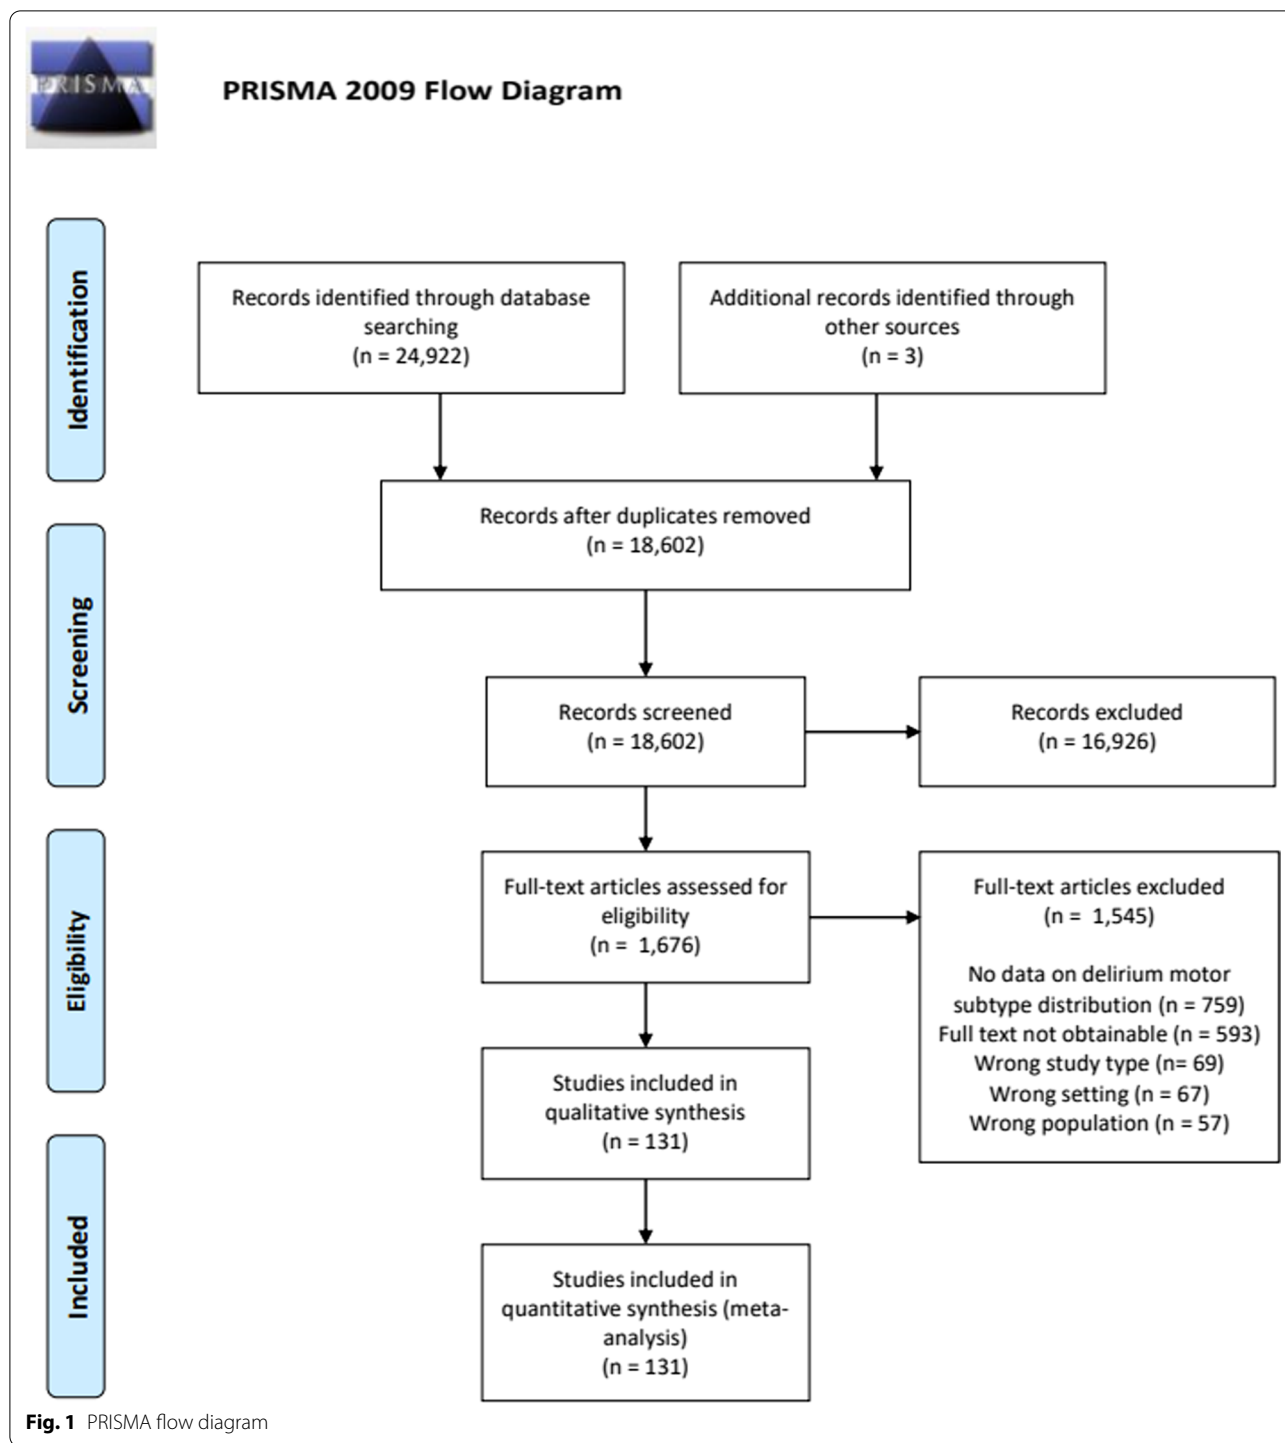 PRISMA
PRISMA 2009 Flow Diagram
Identification
Records identified through database
searching
(n = 24,922)
Additional records identified through
other sources
(n = 3)
Records after duplicates removed
(n = 18,602)
Screening
Records screened
(n = 18,602)
Records excluded
(n = 16,926)
Eligibility
Full-text articles assessed for
eligibility
(n = 1,676)
Full-text articles excluded
(n = 1,545)
No data on delirium motor
subtype distribution (n = 759)
Full text not obtainable (n = 593)
Wrong study type (n= 69)
Wrong setting (n = 67)
Wrong population (n = 57)
Studies included in
qualitative synthesis
(n = 131)
Included
Studies included in
quantitative synthesis (meta-
analysis)
(n = 131)
Fig. 1 PRISMA flow diagram